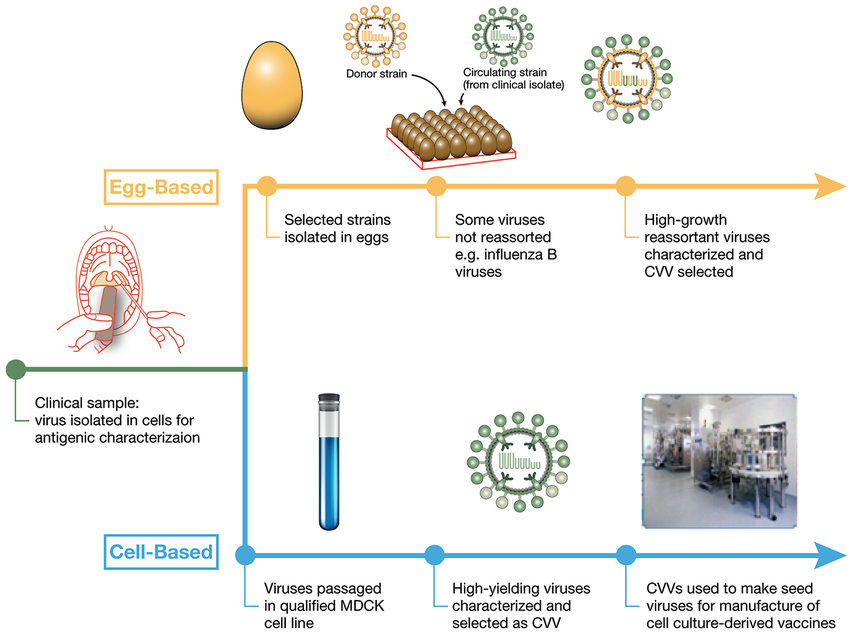 Donor strain
Circulating strain
(from clinical isolate)
Egg-Based
Selected strains
isolated in eggs
Some viruses
not reassorted
e.g. influenza B
viruses
High-growth
reassortant viruses
characterized and
CVV selected
Clinical sample:
virus isolated in cells for
antigenic characterizaion
Cell-Based
Viruses passaged
in qualified MDCK
cell line
High-yielding viruses
characterized and
selected as CVV
CVVs used to make seed
viruses for manufacture of
cell culture-derived vaccines